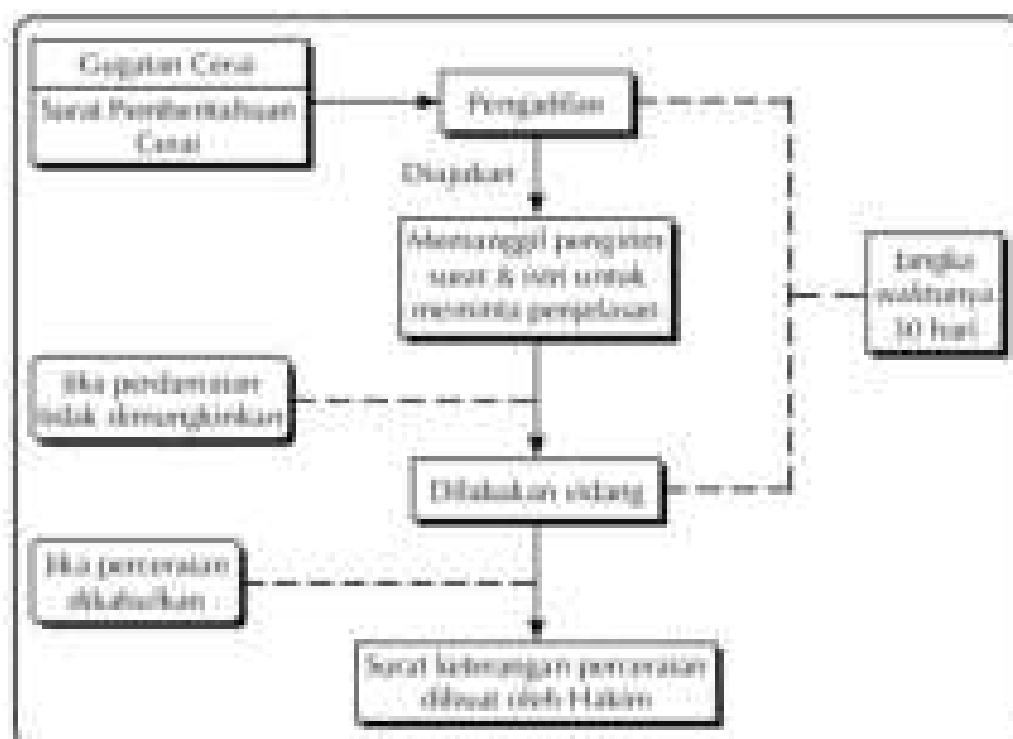 Gugatan Cerai
Surat Pemberitahuan
Cerai
Pengadilan
Diajukan
Memanggil pengirim
surat & istri untuk
meminta penjelasan
Jangka
waktunya
30 hari
Jika perdamaian
tidak dimungkinkan
Dilakukan sidang
Jika perceraian
dikabulkan
Surat keterangan perceraian
dibuat oleh Hakim